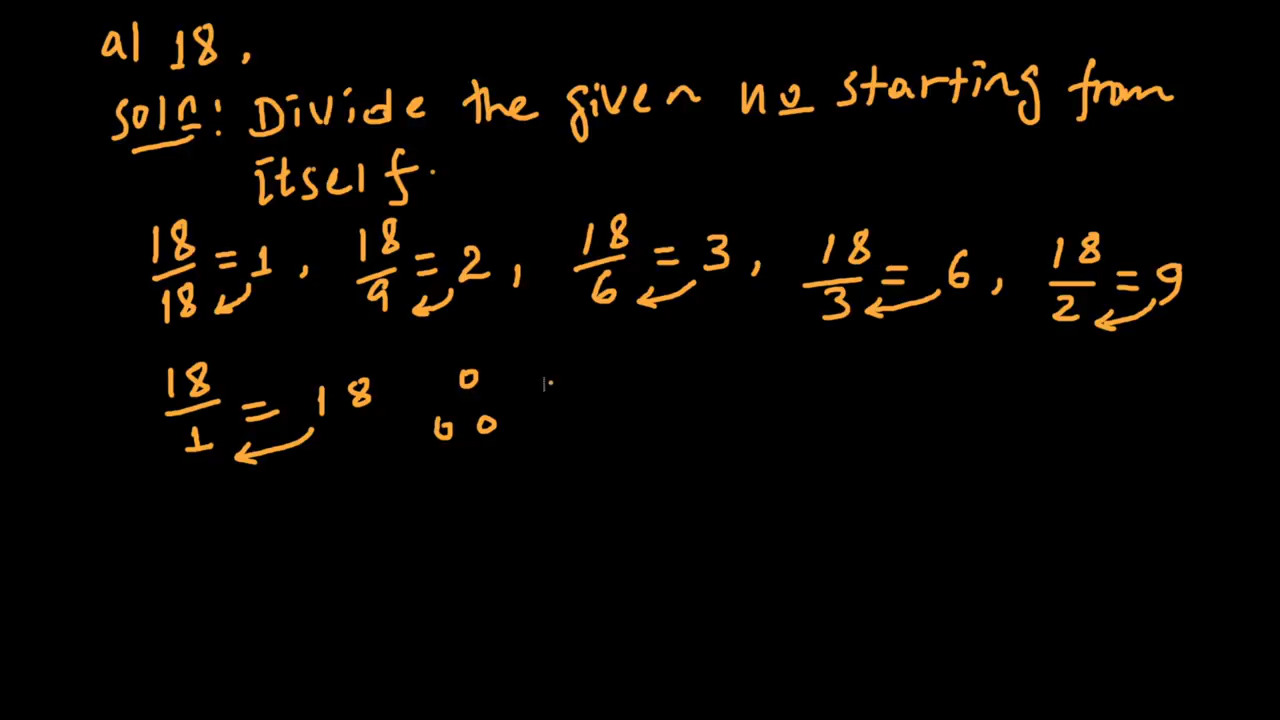 a) 18,
soln: Divide the given no starting from
itself.
18/18 = 1, 18/9 = 2, 18/6 = 3, 18/3 = 6, 18/2 = 9
18/1 = 18 ∴